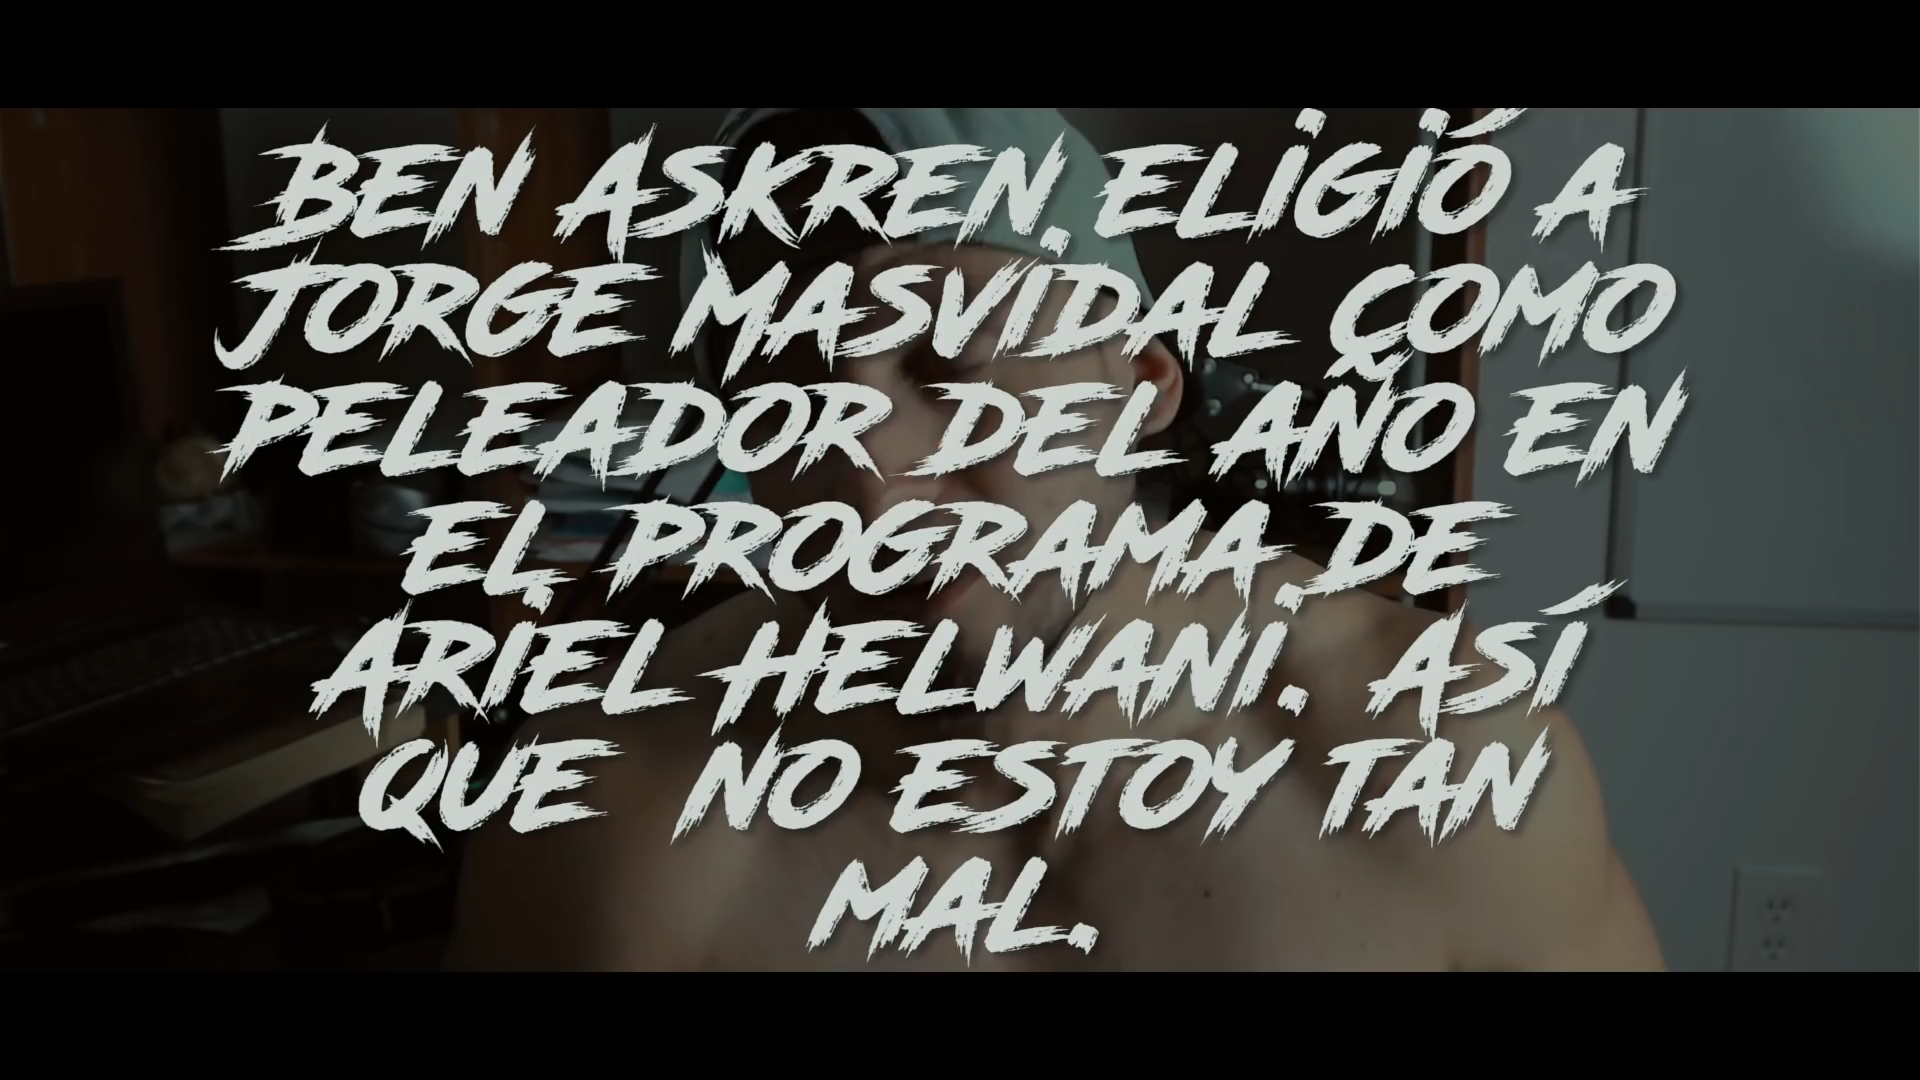 BEN ASKREN ELIGIÓ A
JORGE MASVIDAL COMO
PELEADOR DEL AÑO EN
EL PROGRAMA DE
ARIEL HELWANI. ASÍ
QUE NO ESTOY TAN
MAL.